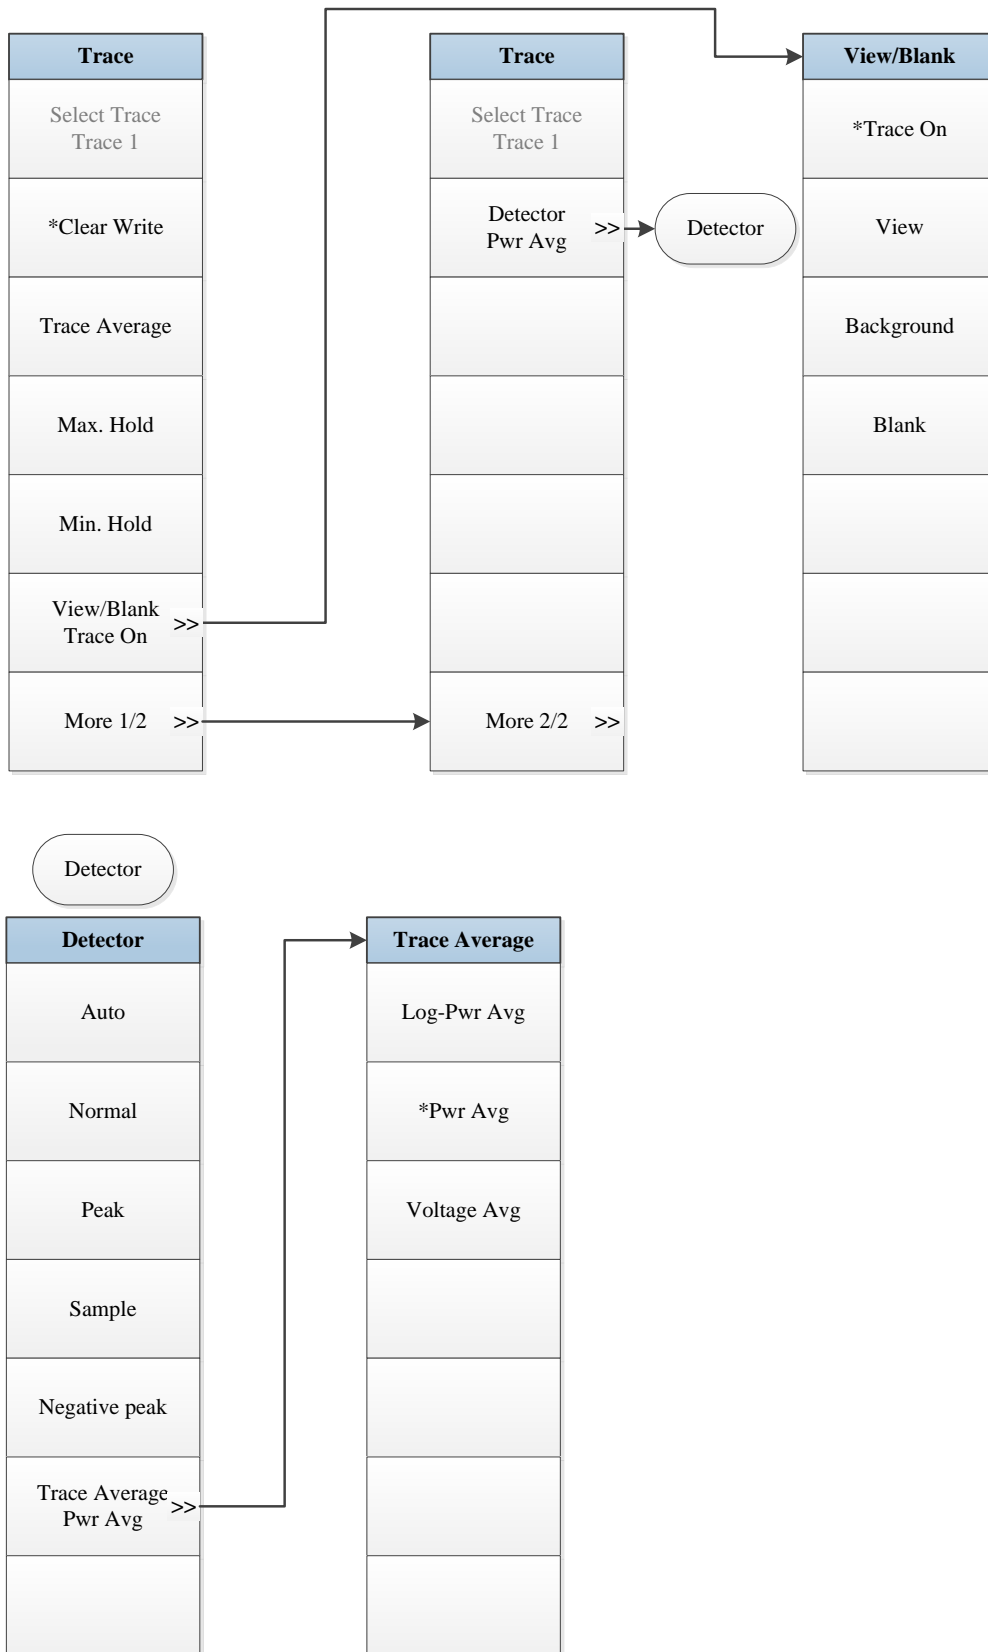 Trace
Select Trace
Trace 1
*Clear Write
Trace Average
Max. Hold
Min. Hold
View/Blank
Trace On
>>
More 1/2
>>
Trace
Select Trace
Trace 1
Detector
Pwr Avg
>>
Detector
More 2/2
>>
View/Blank
*Trace On
View
Background
Blank
Detector
Detector
Auto
Normal
Peak
Sample
Negative peak
Trace Average
Pwr Avg
>>
Trace Average
Log-Pwr Avg
*Pwr Avg
Voltage Avg